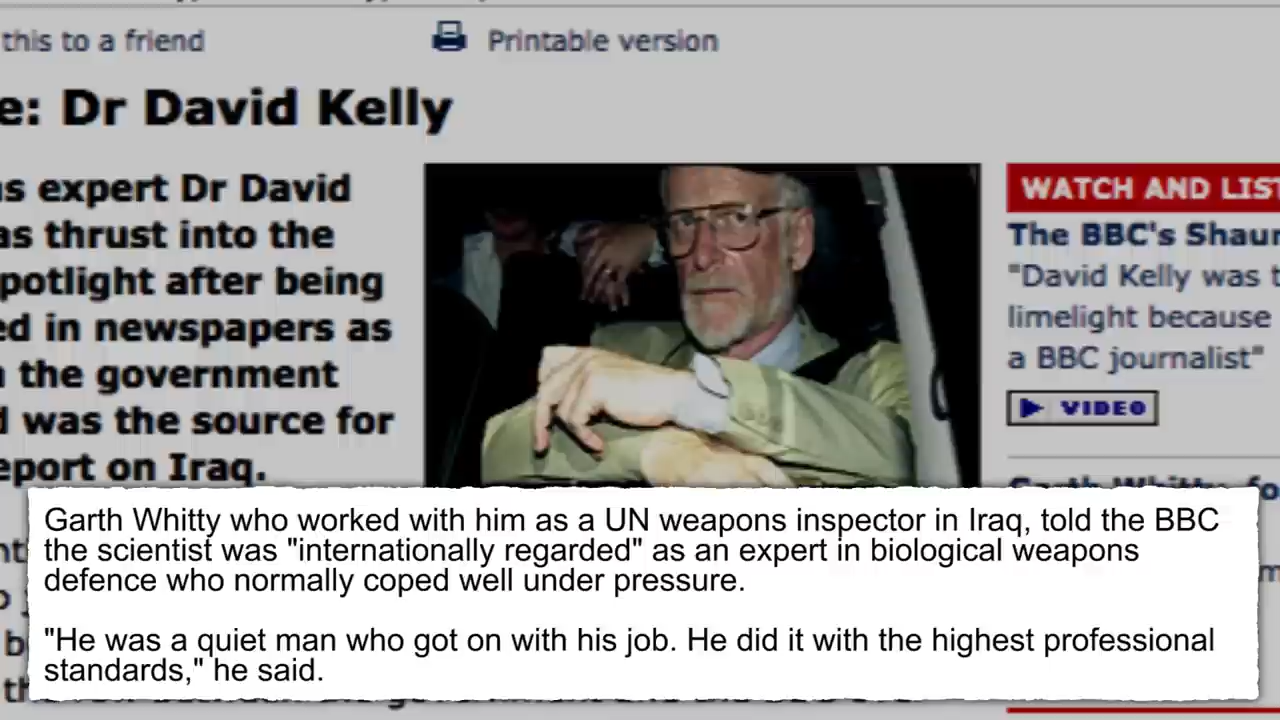 this to a friend
Printable version
e: Dr David Kelly
as expert Dr David
as thrust into the
potlight after being
ed in newspapers as
the government
was the source for
eport on Iraq.
WATCH AND LIST
The BBC's Shaun
"David Kelly was t
limelight because
a BBC journalist"
VIDEO
Garth Whitty who worked with him as a UN weapons inspector in Iraq, told the BBC
the scientist was "internationally regarded" as an expert in biological weapons
defence who normally coped well under pressure.
"He was a quiet man who got on with his job. He did it with the highest professional
standards," he said.